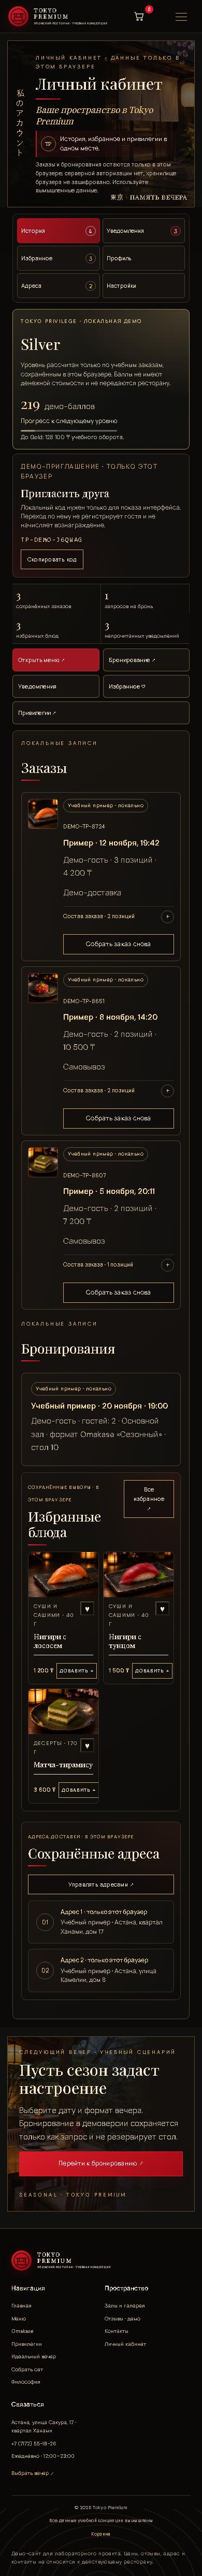 TOKYO
PREMIUM
6
ЛИЧНЫЙ КАБИНЕТ · ДАННЫЕ ТОЛЬКО В
ЭТОМ БРАУЗЕРЕ
私のアカウント
Личный кабинет
Ваше пространство в Tokyo
Premium
TP
История, избранное и привилегии в
одном месте.
Заказы и бронирования остаются только в этом
браузере: серверной авторизации нет, храни-лище
браузера не зашифровано. Используйте
вымышленные данные.
東京 · ПАМЯТЬ ВЕЧЕРА
История
Уведомления
3
Избранное
3
Профиль
Адреса
2
Настройки
TOKYO PRIVILEGE · ЛОКАЛЬНАЯ ДЕМО
Silver
Уровень рассчитан только по учебным заказам,
сохранённым в этом браузере. Баллы не имеют
денежной стоимости и не передаются ресторану.
219 демо-баллов
Прогресс к следующему уровню
До Gold: 128 100 ₸ учебного оборота.
ДЕМО-ПРИГЛАШЕНИЕ · ТОЛЬКО ЭТОТ
БРАУЗЕР
Пригласить друга
Локальный код нужен только для показа интерфейса.
Переход по нему не регистрирует гостя и не
начисляет вознаграждение.
Скопировать код
3
сохранённых заказов
1
запросов на бронь
3
избранных блюд
3
непрочитанных уведомлений
Открыть меню ↗
Бронирование ↗
Уведомления
Избранное ♡
Привилегии ↗
ЛОКАЛЬНЫЕ ЗАПИСИ
Заказы
Учебный пример · локально
DEMO-TP-8724
Пример · 12 ноября, 19:42
Демо-гость · 3 позиций ·
4 200 ₸
Демо-доставка
Состав заказа · 2 позиций
+
Собрать заказ снова
Учебный пример · локально
DEMO-TP-8651
Пример · 8 ноября, 14:20
Демо-гость · 2 позиций ·
10 500 ₸
Самовывоз
Состав заказа · 2 позиций
+
Собрать заказ снова
Учебный пример · локально
DEMO-TP-8607
Пример · 5 ноября, 20:11
Демо-гость · 2 позиций ·
7 200 ₸
Самовывоз
Состав заказа · 1 позиций
+
Собрать заказ снова
ЛОКАЛЬНЫЕ ЗАПИСИ
Бронирования
Учебный пример · локально
Учебный пример · 20 ноября · 19:00
Демо-гость · гостей: 2 · Основной
зал · формат Omakase «Сезонный» ·
стол 10
СОХРАНЁННЫЕ ВЫБОРЫ · В
ЭТОМ БРАУЗЕРЕ
Все
избранное
↗
Избранные
блюда
СУШИ И
САШИМИ · 40
Г
♥
Нигири с
лососем
1 200 ₸
ДОБАВИТЬ +
СУШИ И
САШИМИ · 40
Г
♥
Нигири с
тунцом
1 500 ₸
ДОБАВИТЬ +
ДЕСЕРТЫ · 170
Г
♥
Матча-тирамису
3 600 ₸
ДОБАВИТЬ +
АДРЕСА ДОСТАВКИ · В ЭТОМ БРАУЗЕРЕ
Сохранённые адреса
Управлять адресами ↗
01
Адрес 1 · только этот браузер
Учебный пример · Астана, квартал
Ханами, дом 17
02
Адрес 2 · только этот браузер
Учебный пример · Астана, улица
Камелии, дом 8
СЛЕДУЮЩИЙ ВЕЧЕР · УЧЕБНЫЙ СЦЕНАРИЙ
Пусть сезон задаст
настроение
Выберите дату и формат вечера.
Бронирование в демоверсии сохраняется
только как запрос и не резервирует стол.
Перейти к бронированию ↗
SEASONAL · TOKYO PREMIUM
TOKYO
PREMIUM
Навигация
Пространство
Главная
Залы и галерея
Меню
Отзывы · демо
Omakase
Контакты
Привилегии
Личный кабинет
Идеальный вечер
Собрать сет
Философия
Связаться
Астана, улица Сакура, 17 ·
квартал Ханами
+7 (7172) 55-18-26
Ежедневно · 12:00–23:00
Выбрать вечер ↗
© 2026 Tokyo Premium
Корзина
Демо-сайт для лабораторного проекта. Цены, отзывы, адрес и
контакты не относятся к действующему ресторану.